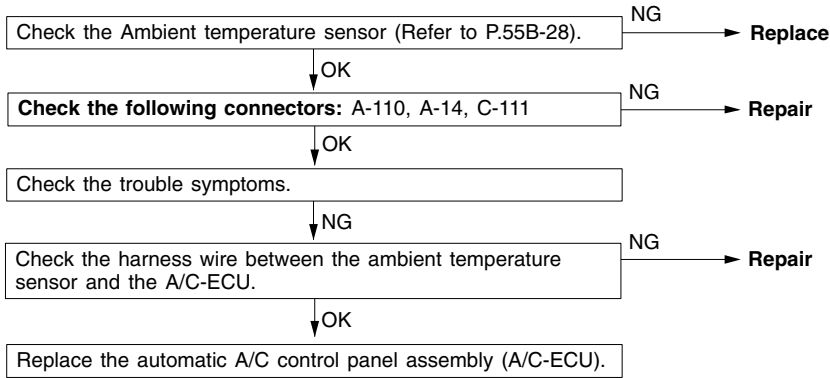 Check the Ambient temperature sensor (Refer to P.55B-28).
NG
Replace
OK
Check the following connectors: A-110, A-14, C-111
NG
Repair
OK
Check the trouble symptoms.
NG
Check the harness wire between the ambient temperature
sensor and the A/C-ECU.
NG
Repair
OK
Replace the automatic A/C control panel assembly (A/C-ECU).